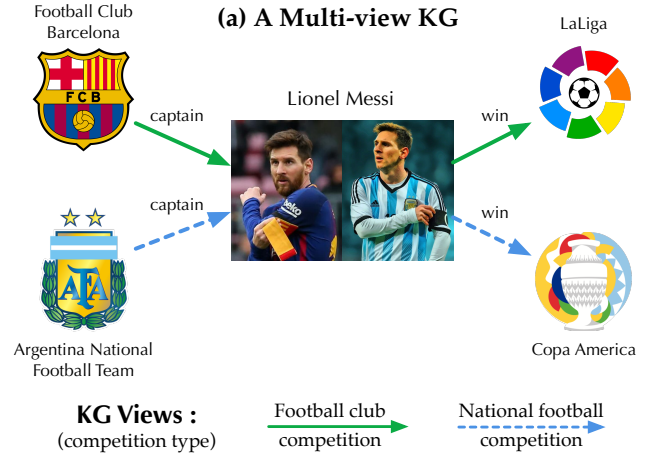 (a) A Multi-view KG
Football Club
Barcelona
FCB
captain
Lionel Messi
win
LaLiga
beko
captain
win
AFA
Argentina National
Football Team
Copa America
KG Views :
(competition type)
Football club
competition
National football
competition